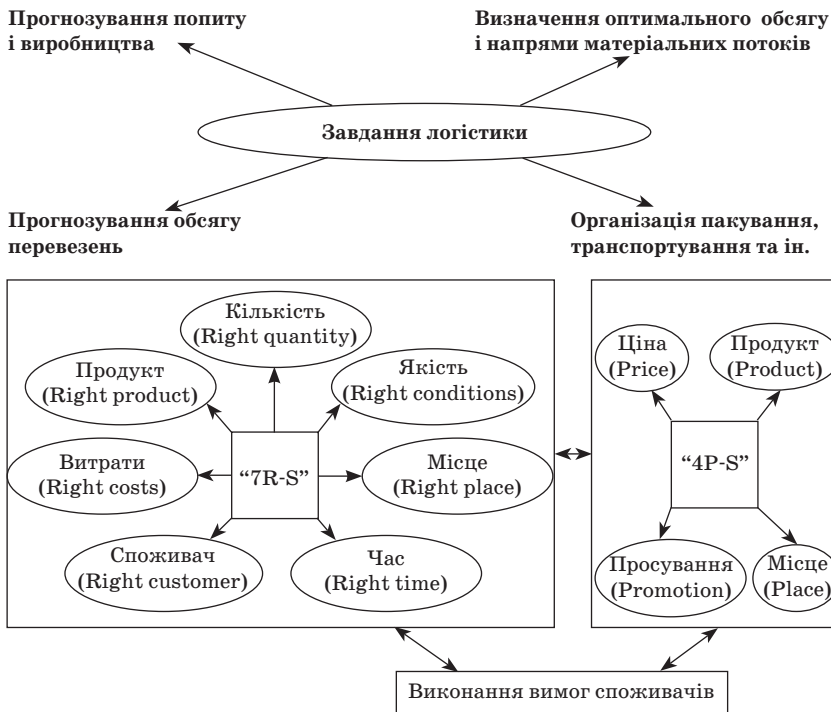 Прогнозування попиту
і виробництва
Визначення оптимального обсягу
і напрями матеріальних потоків
Завдання логістики
Прогнозування обсягу
перевезень
Організація пакування,
транспортування та ін.
Кількість
(Right quantity)
Продукт
(Right product)
Якість
(Right conditions)
Витрати
(Right costs)
“7R-S”
Місце
(Right place)
Споживач
(Right customer)
Час
(Right time)
Ціна
(Price)
Продукт
(Product)
“4P-S”
Просування
(Promotion)
Місце
(Place)
Виконання вимог споживачів